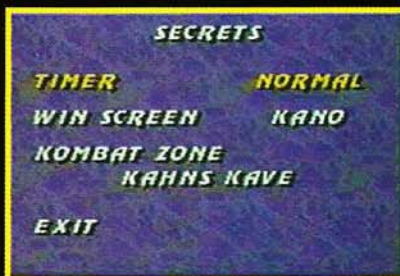 SECRETS
TIMER NORMAL
WIN SCREEN KANO
KOMBAT ZONE
KAHNS KAVE
EXIT